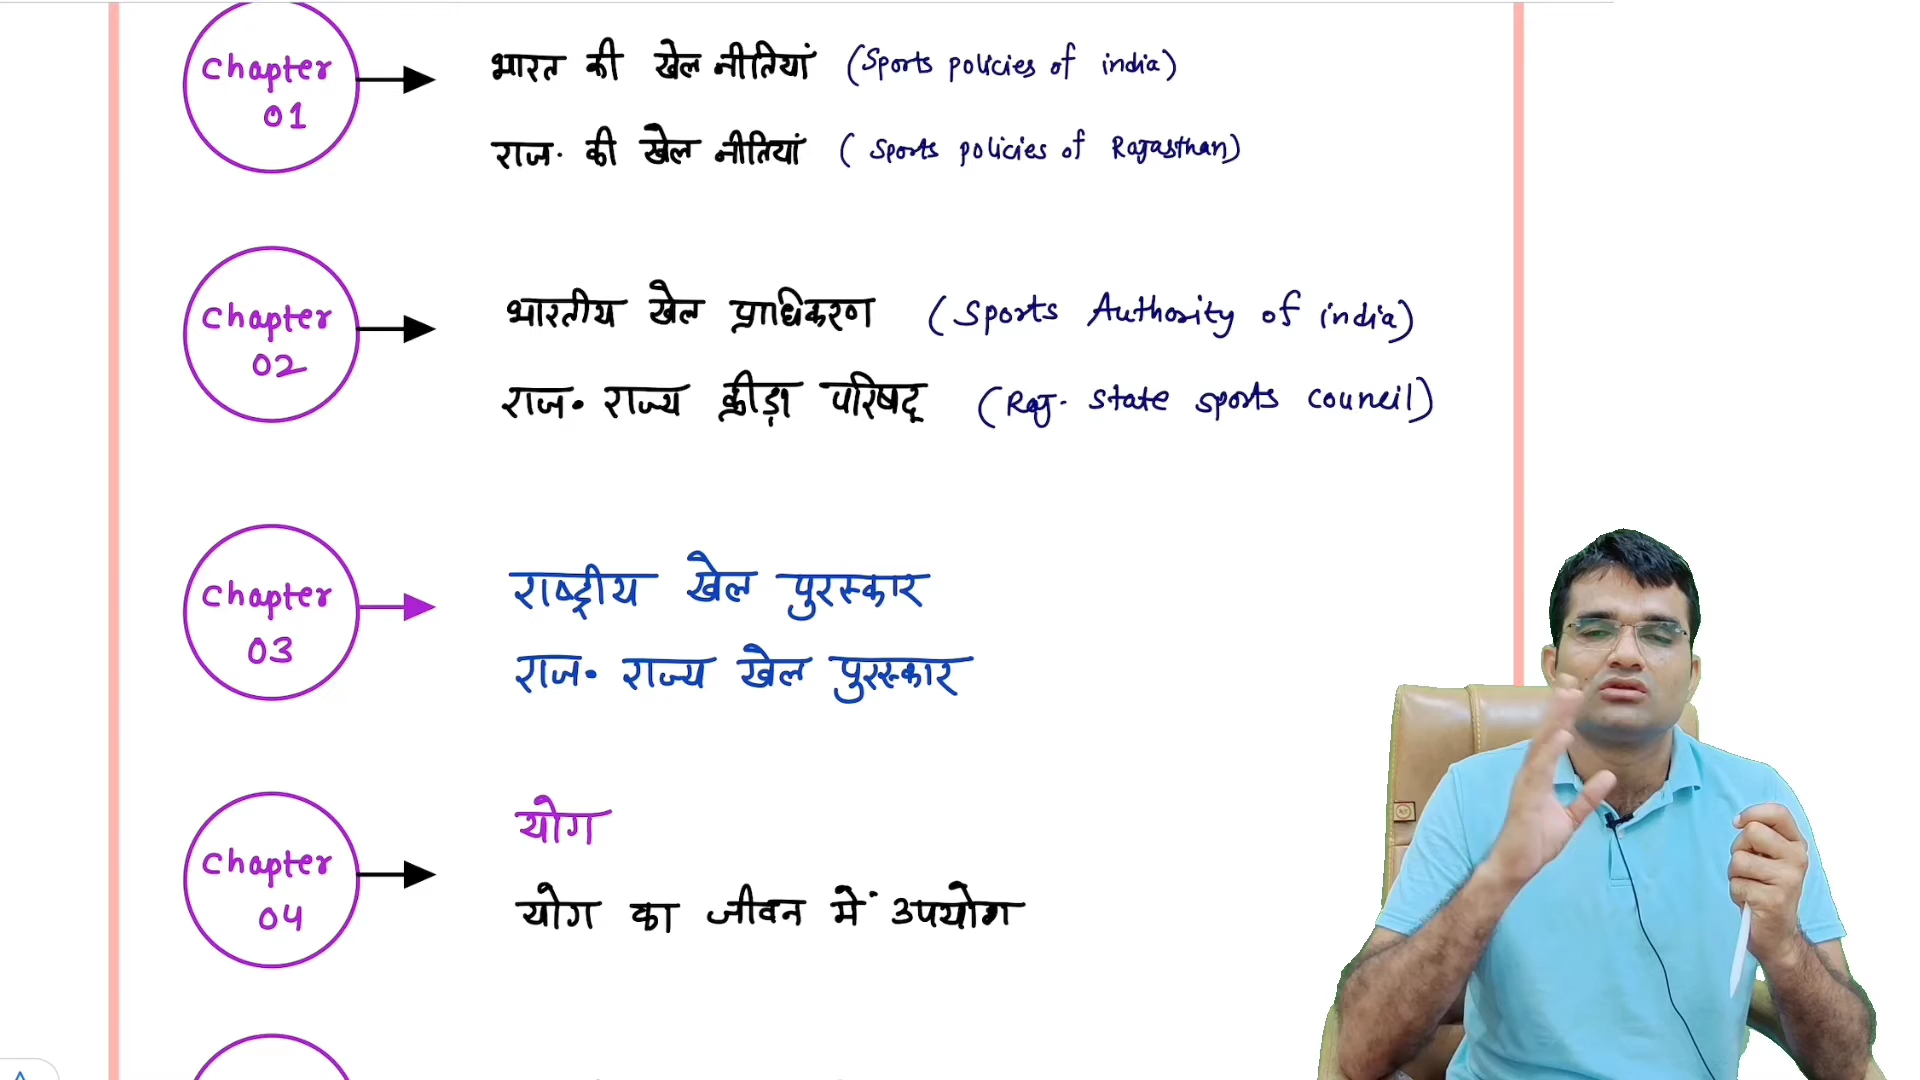 Chapter
01
भारत की खेल नीतियां (Sports policies of india)
राज. की खेल नीतियां (Sports policies of Rajasthan)
Chapter
02
भारतीय खेल प्राधिकरण (Sports Authority of india)
राज. राज्य क्रीड़ा परिषद् (Raj. state sports council)
Chapter
03
राष्ट्रीय खेल पुरस्कार
राज. राज्य खेल पुरस्कार
Chapter
04
योग
योग का जीवन में उपयोग